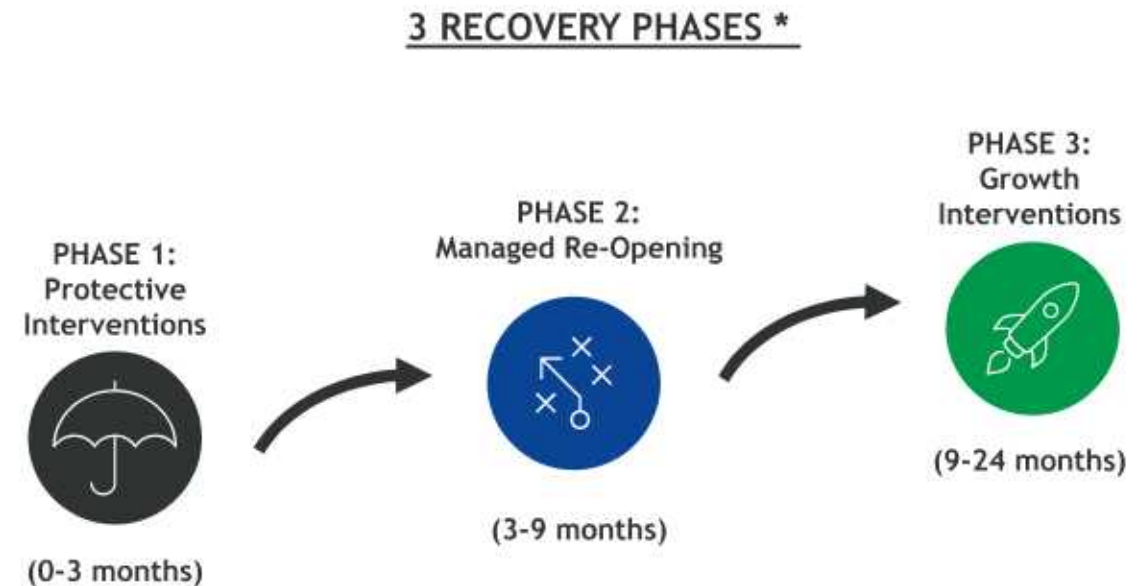 3 RECOVERY PHASES *
PHASE 1:
Protective
Interventions
(0-3 months)
PHASE 2:
Managed Re-Opening
(3-9 months)
PHASE 3:
Growth
Interventions
(9-24 months)